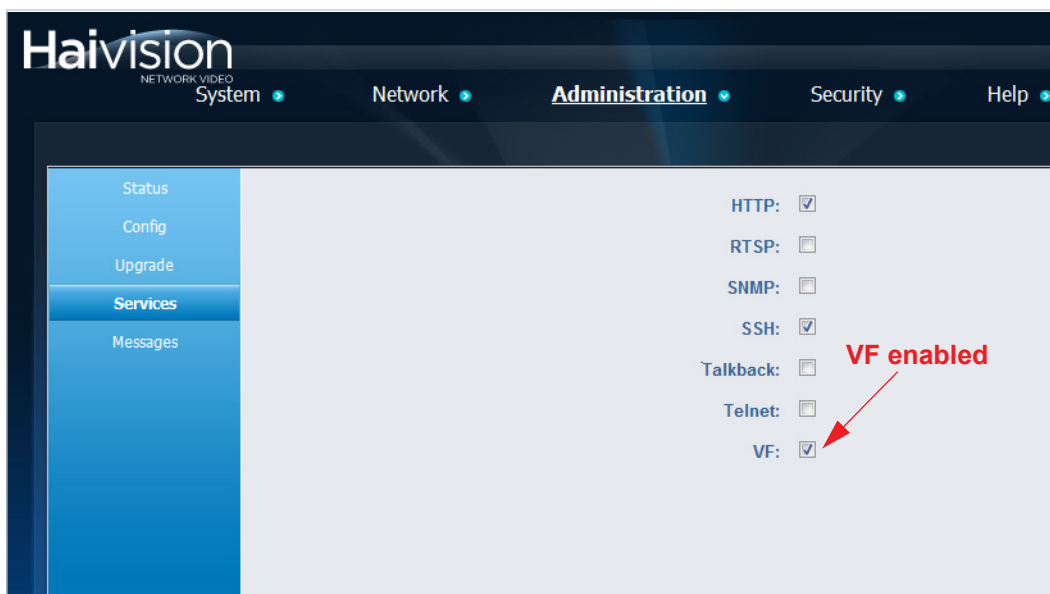 Haivision
NETWORK VIDEO
System Network Administration Security Help
Status
Config
Upgrade
Services
Messages
HTTP:
RTSP:
SNMP:
SSH:
Talkback:
Telnet:
VF:
VF enabled